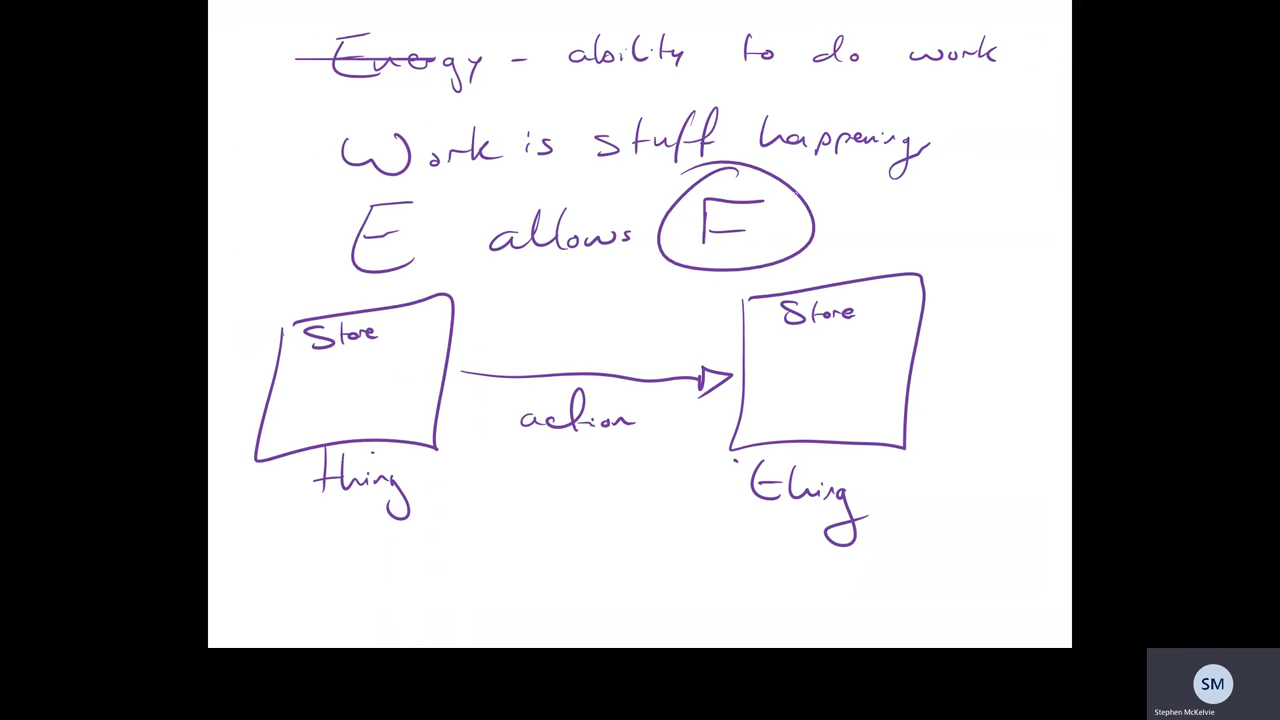 Energy - ability to do work
Work is stuff happening
E allows F
Store
Store
action
thing
thing
SM
Stephen McKelvie